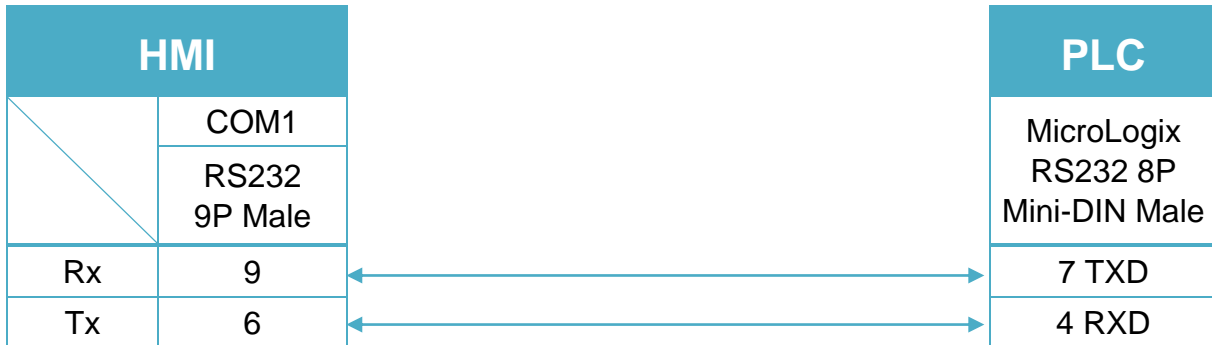 HMI
PLC
COM1
RS232
9P Male
MicroLogix
RS232 8P
Mini-DIN Male
Rx 9 7 TXD
Tx 6 4 RXD